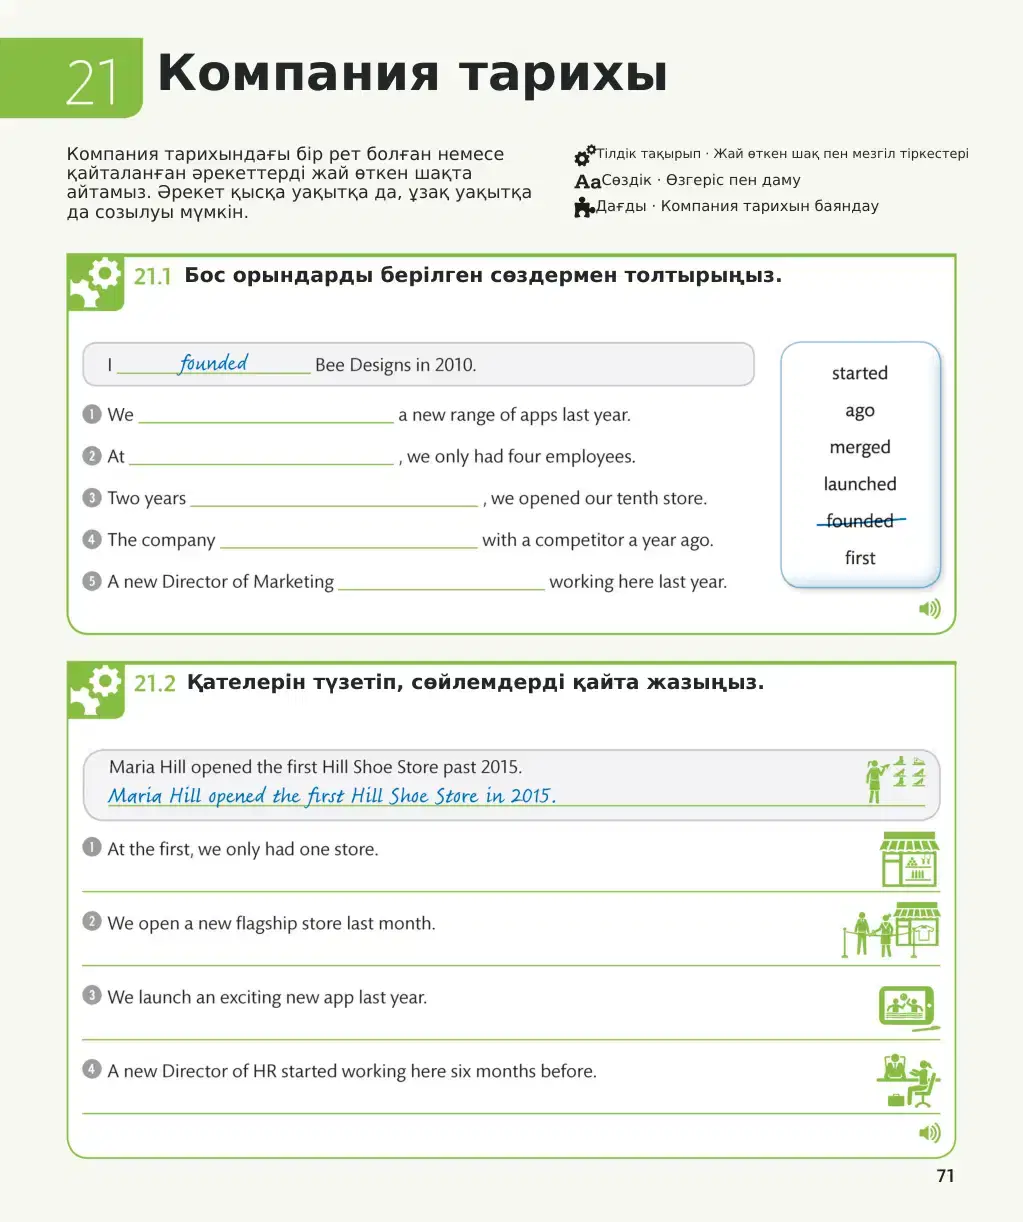 21
Компания тарихы
Компания тарихындағы бір рет болған немесе
қайталанған әрекеттерді жай өткен шақта
айтамыз. Әрекет қысқа уақытқа да, ұзақ уақытқа
да созылуы мүмкін.
Тілдік тақырып · Жай өткен шақ пен мезгіл тіркестері
Aa Сөздік · Өзгеріс пен даму
Дағды · Компания тарихын баяндау
21.1 Бос орындарды берілген сөздермен толтырыңыз.
I founded Bee Designs in 2010.
1 We a new range of apps last year.
2 At , we only had four employees.
3 Two years , we opened our tenth store.
4 The company with a competitor a year ago.
5 A new Director of Marketing working here last year.
started
ago
merged
launched
founded
first
21.2 Қателерін түзетіп, сөйлемдерді қайта жазыңыз.
Maria Hill opened the first Hill Shoe Store past 2015.
Maria Hill opened the first Hill Shoe Store in 2015.
1 At the first, we only had one store.
2 We open a new flagship store last month.
3 We launch an exciting new app last year.
4 A new Director of HR started working here six months before.
71